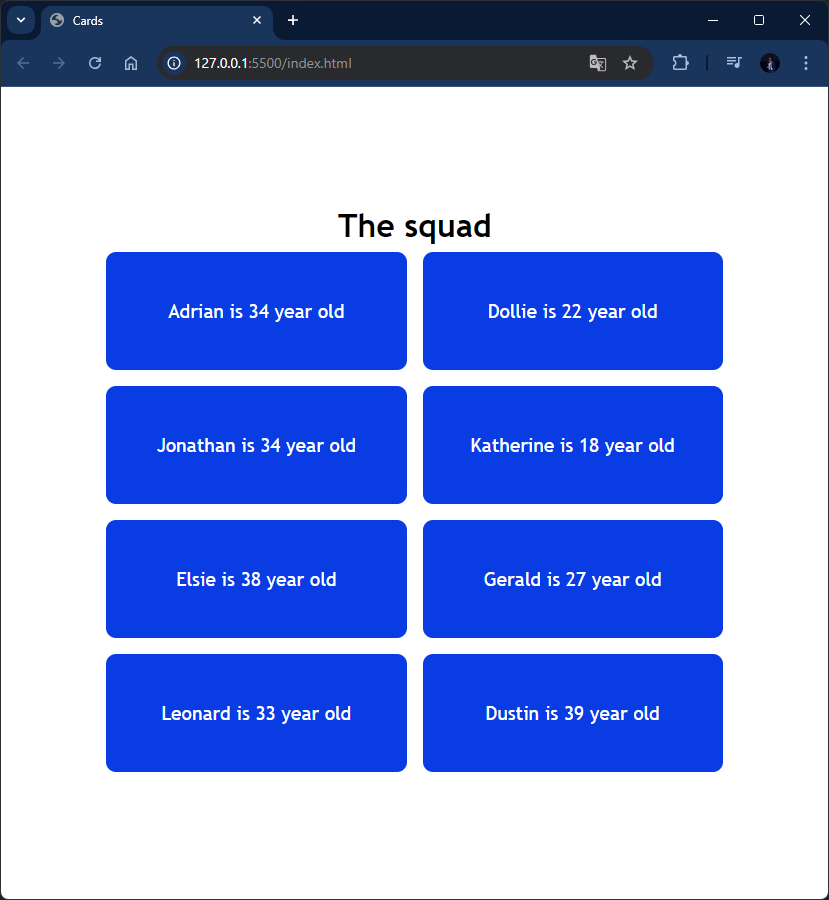 Cards
127.0.0.1:5500/index.html
The squad
Adrian is 34 year old
Dollie is 22 year old
Jonathan is 34 year old
Katherine is 18 year old
Elsie is 38 year old
Gerald is 27 year old
Leonard is 33 year old
Dustin is 39 year old